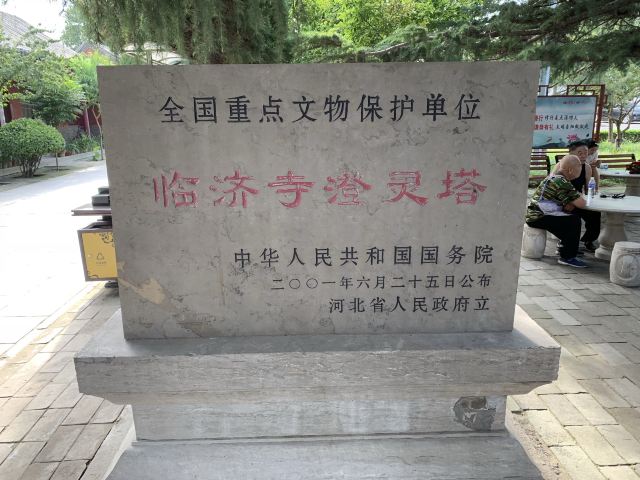 全国重点文物保护单位
临济寺澄灵塔
中华人民共和国国务院
二〇〇一年六月二十五日公布
河北省人民政府立